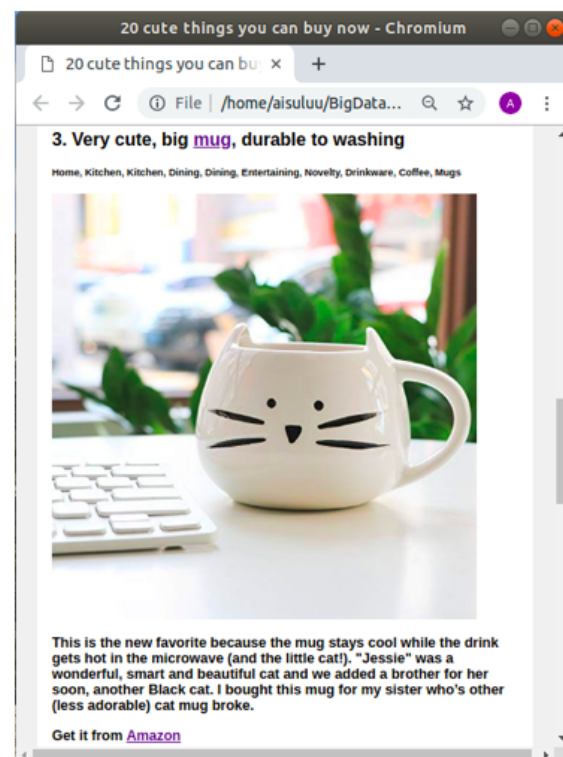 20 cute things you can buy now - Chromium
20 cute things you can bu
File | /home/aisuluu/BigData...
A
3. Very cute, big mug, durable to washing
Home, Kitchen, Kitchen, Dining, Dining, Entertaining, Novelty, Drinkware, Coffee, Mugs
This is the new favorite because the mug stays cool while the drink
gets hot in the microwave (and the little cat!). "Jessie" was a
wonderful, smart and beautiful cat and we added a brother for her
soon, another Black cat. I bought this mug for my sister who's other
(less adorable) cat mug broke.
Get it from Amazon